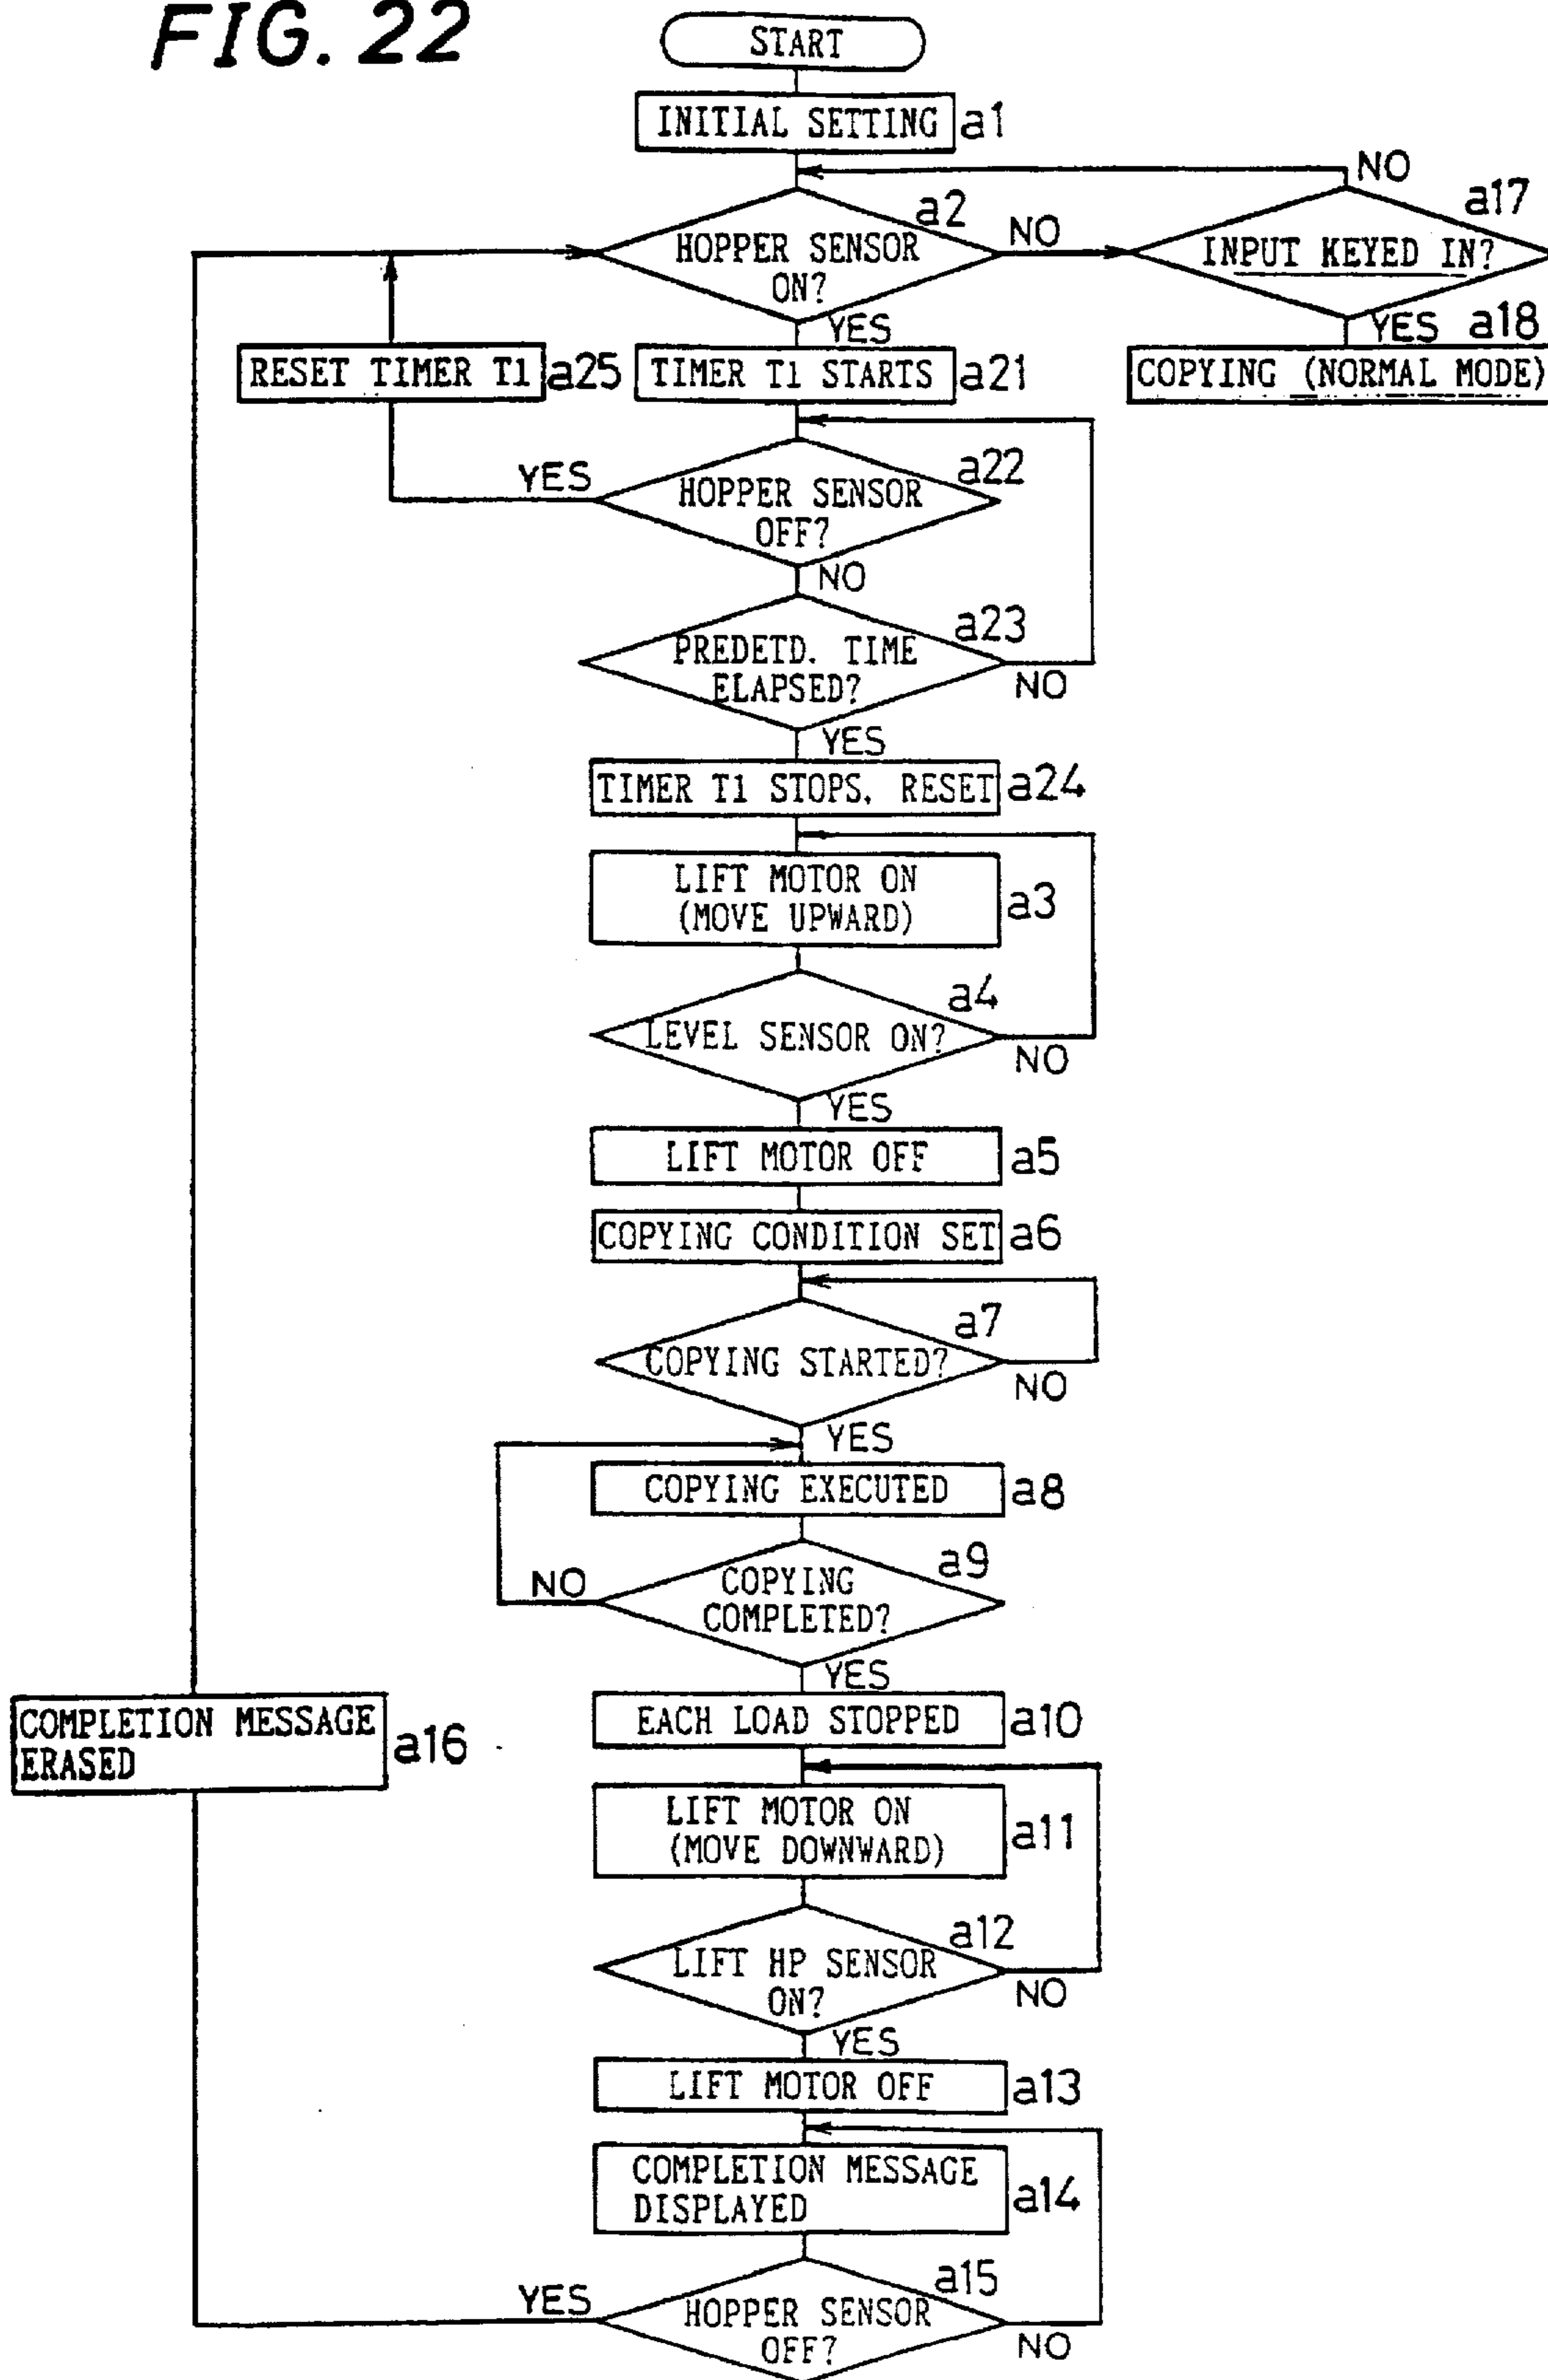 FIG. 22
START
INITIAL SETTING a1
NO
a2
HOPPER SENSOR
ON?
NO
a17
INPUT KEYED IN?
YES
YES a18
RESET TIMER T1 a25
TIMER T1 STARTS a21
COPYING (NORMAL MODE)
YES
a22
HOPPER SENSOR
OFF?
NO
a23
PREDETD. TIME
ELAPSED?
NO
YES
TIMER T1 STOPS, RESET a24
LIFT MOTOR ON
(MOVE UPWARD)
a3
a4
LEVEL SENSOR ON?
NO
YES
LIFT MOTOR OFF a5
COPYING CONDITION SET a6
a7
COPYING STARTED?
NO
YES
COPYING EXECUTED a8
a9
NO
COPYING
COMPLETED?
YES
EACH LOAD STOPPED a10
COMPLETION MESSAGE
ERASED
a16
LIFT MOTOR ON
(MOVE DOWNWARD)
a11
a12
LIFT HP SENSOR
ON?
NO
YES
LIFT MOTOR OFF a13
COMPLETION MESSAGE
DISPLAYED
a14
a15
YES
HOPPER SENSOR
OFF?
NO